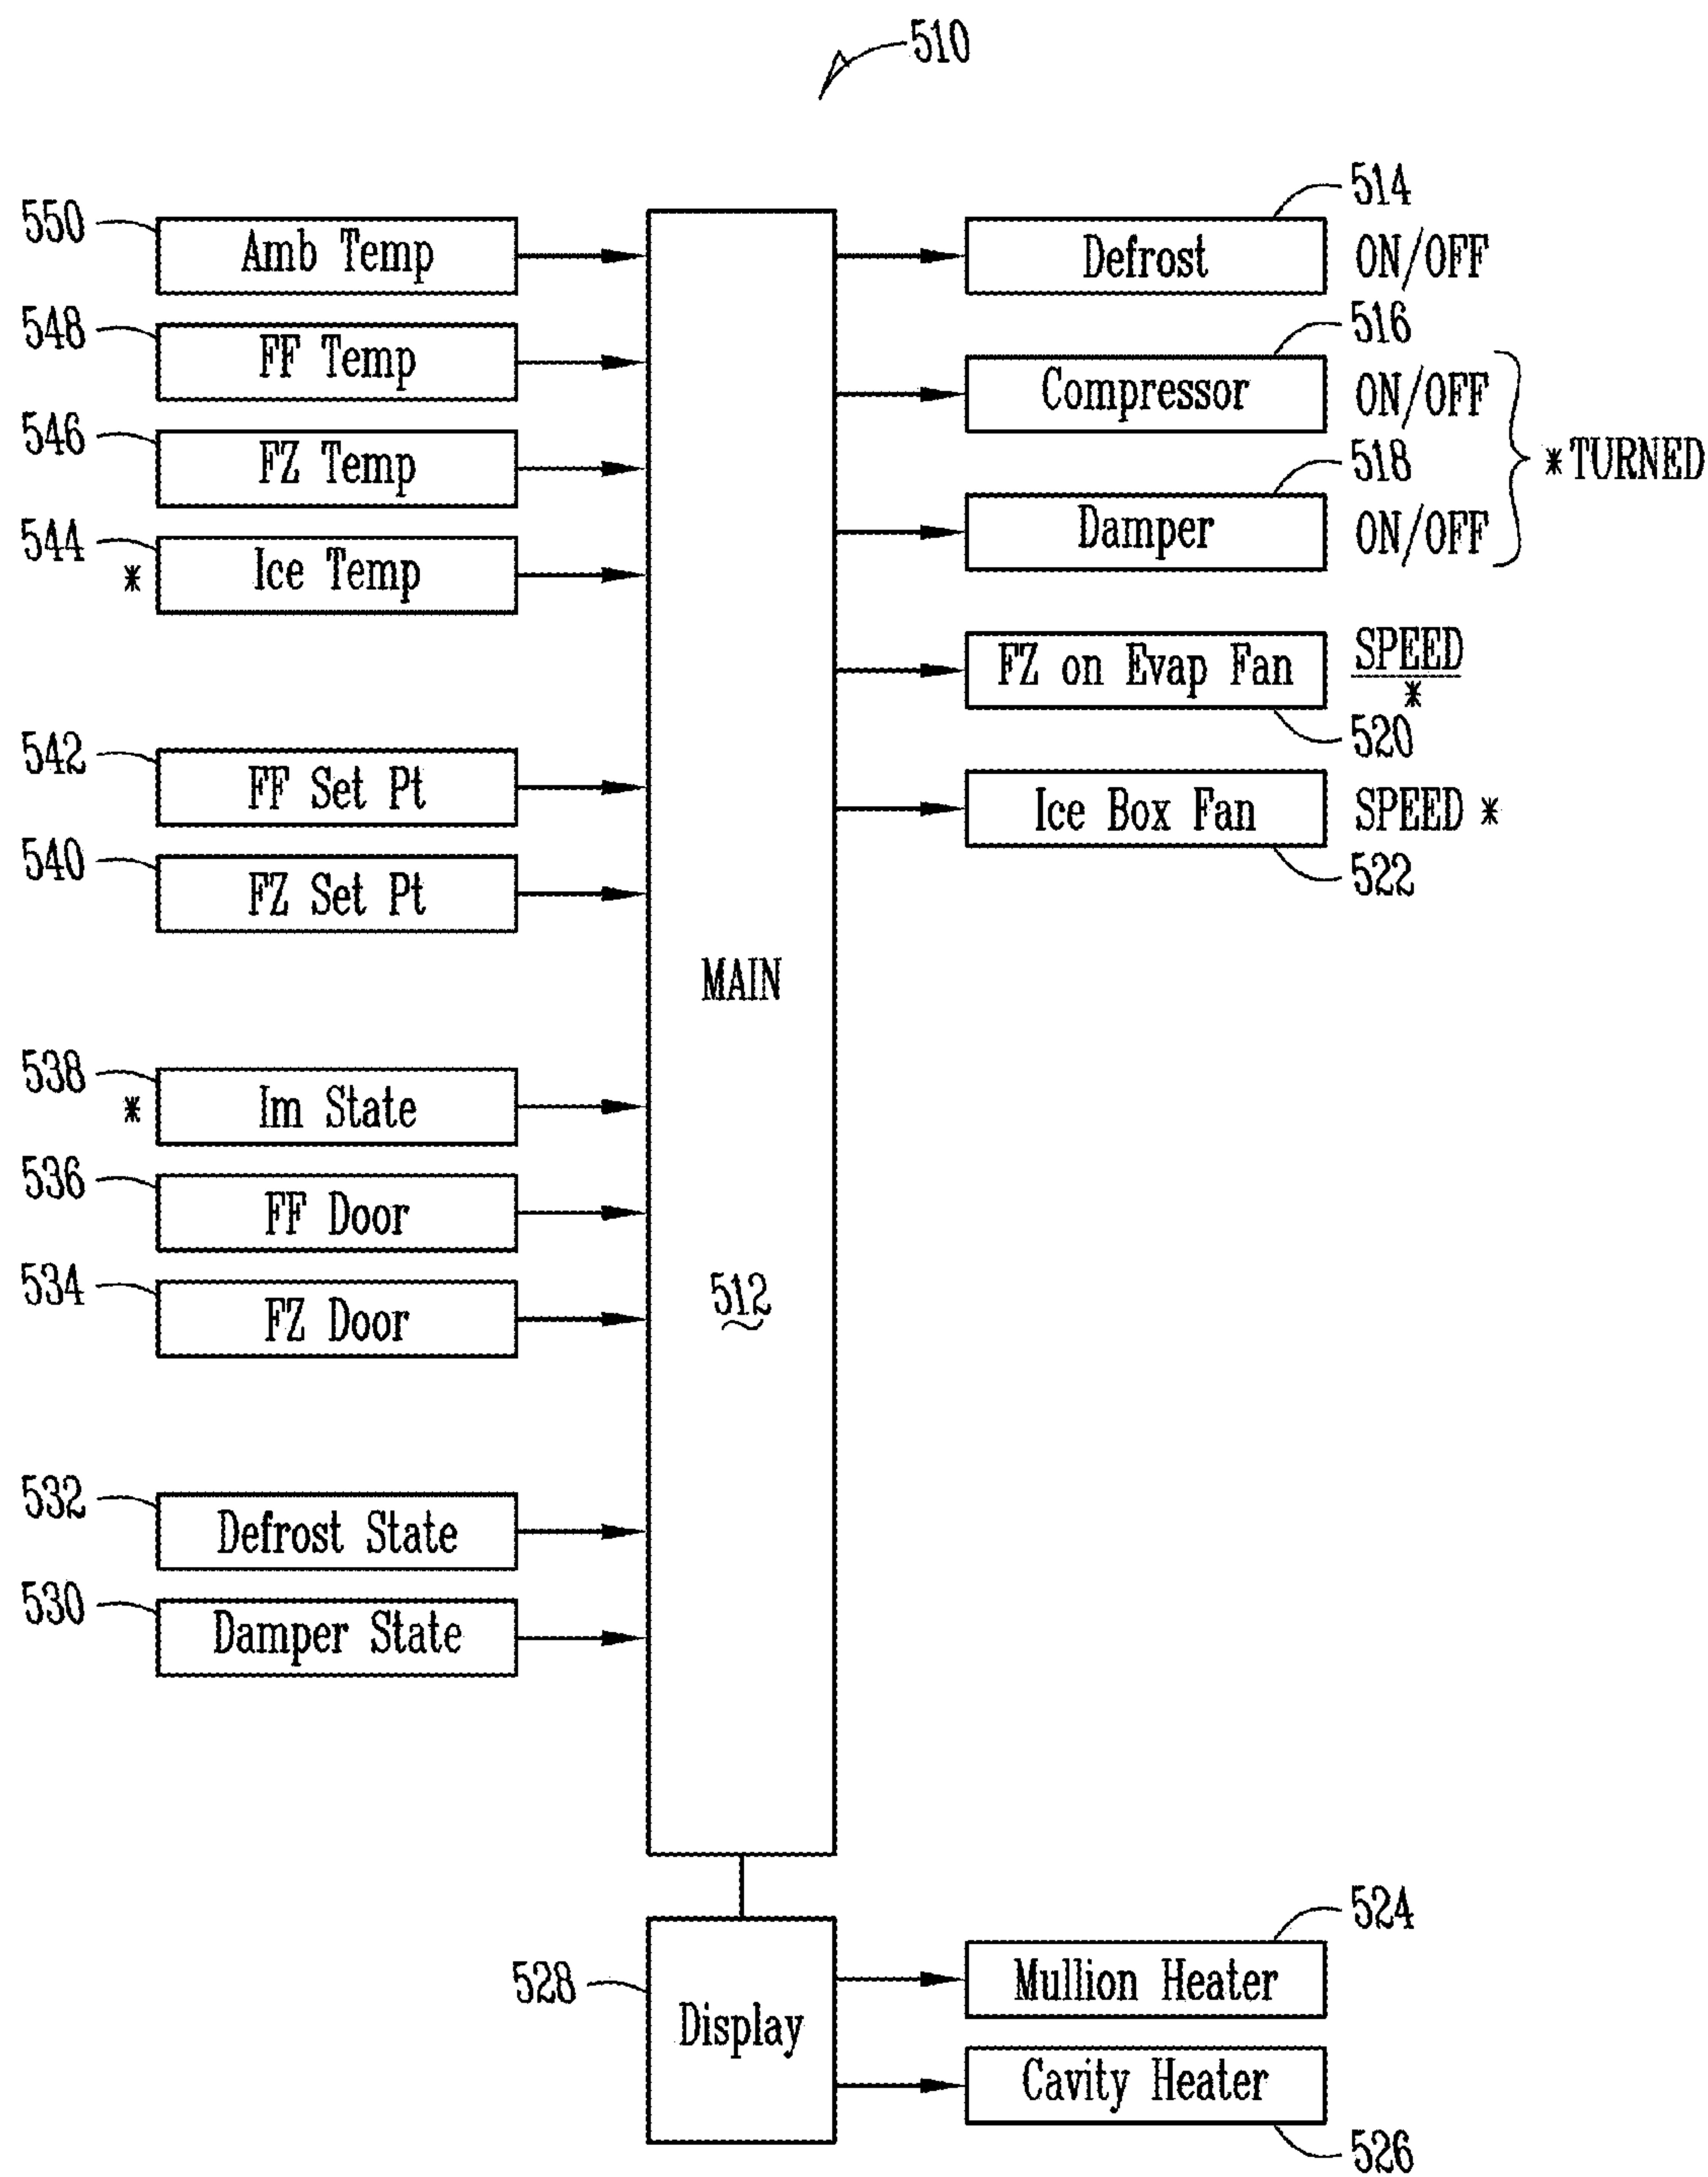 510
550
Amb Temp
548
FF Temp
546
FZ Temp
544
* Ice Temp
542
FF Set Pt
540
FZ Set Pt
538
* Im State
536
FF Door
534
FZ Door
532
Defrost State
530
Damper State
MAIN
512
514
Defrost ON/OFF
516
Compressor ON/OFF
* TURNED
518
Damper ON/OFF
FZ on Evap Fan SPEED
*
520
Ice Box Fan SPEED *
522
528
Display
524
Mullion Heater
Cavity Heater
526